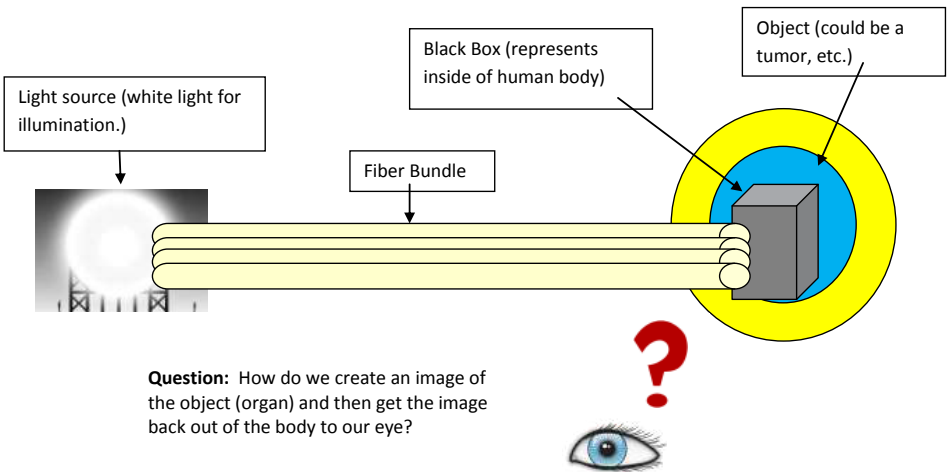 Object (could be a
tumor, etc.)
Black Box (represents
inside of human body)
Light source (white light for
illumination.)
Fiber Bundle
?
Question:  How do we create an image of
the object (organ) and then get the image
back out of the body to our eye?